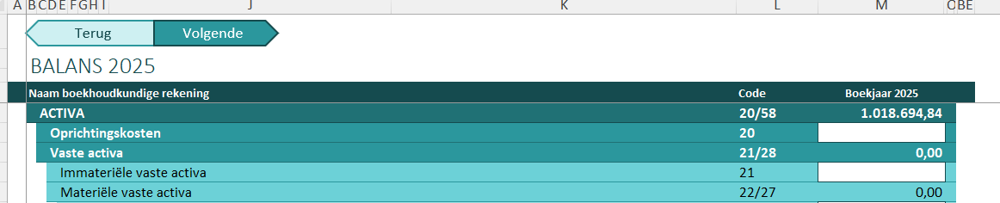 A B C D E F G H I J K L M O B E
Terug Volgende
BALANS 2025
Naam boekhoudkundige rekening Code Boekjaar 2025
ACTIVA 20/58 1.018.694,84
Oprichtingskosten 20
Vaste activa 21/28 0,00
Immateriële vaste activa 21
Materiële vaste activa 22/27 0,00